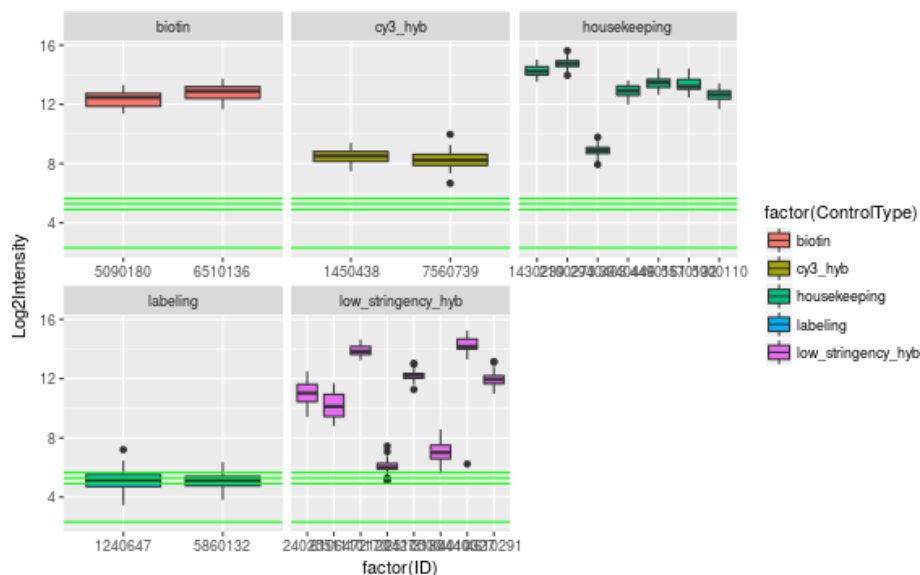 biotin
cy3_hyb
housekeeping
16
12
8
4
5090180
6510136
1450438
7560739
factor(ControlType)
biotin
cy3_hyb
housekeeping
labeling
low_stringency_hyb
Log2Intensity
labeling
low_stringency_hyb
16
12
8
4
1240647
5860132
factor(ID)